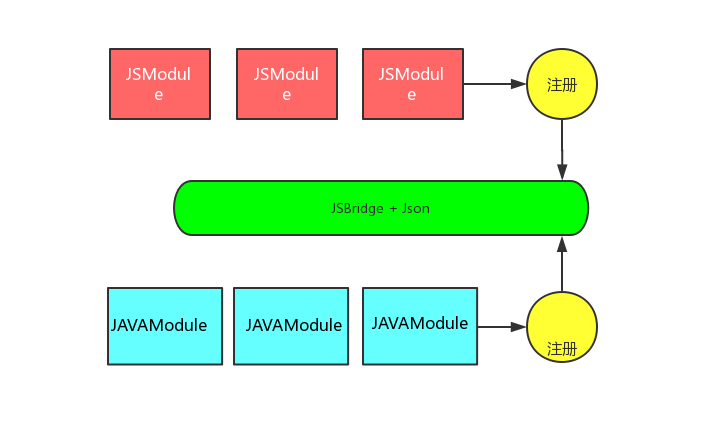 JSModul
e
JSModul
e
JSModul
e
注册
JSBridge + Json
JAVAModule
JAVAModule
JAVAModule
注册